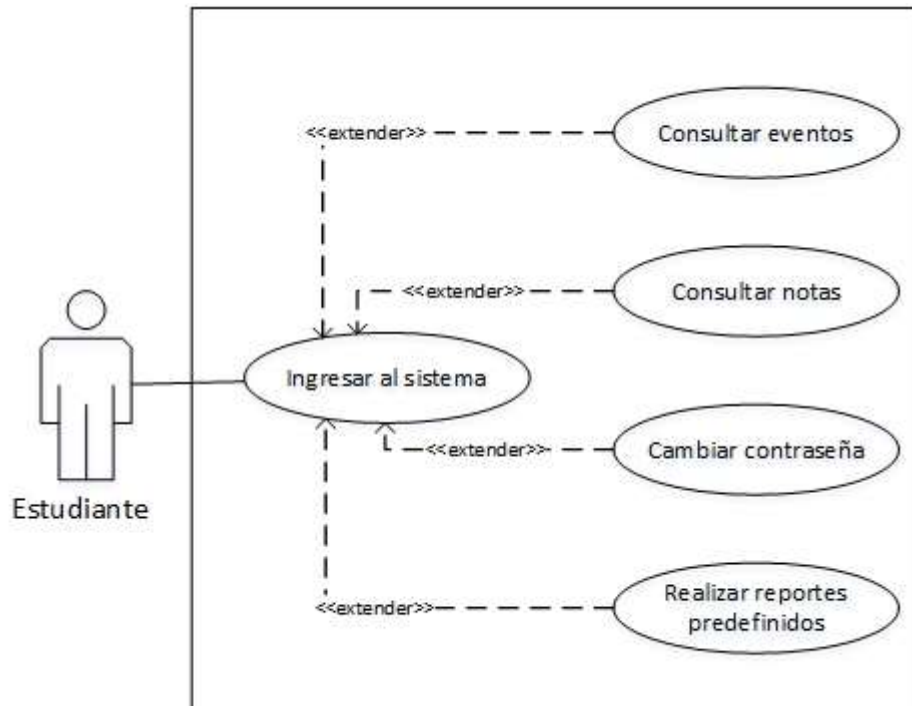 <<extender>>
Consultar eventos
<<extender>>
Consultar notas
Ingresar al sistema
<<extender>>
Cambiar contraseña
Estudiante
<<extender>>
Realizar reportes
predefinidos